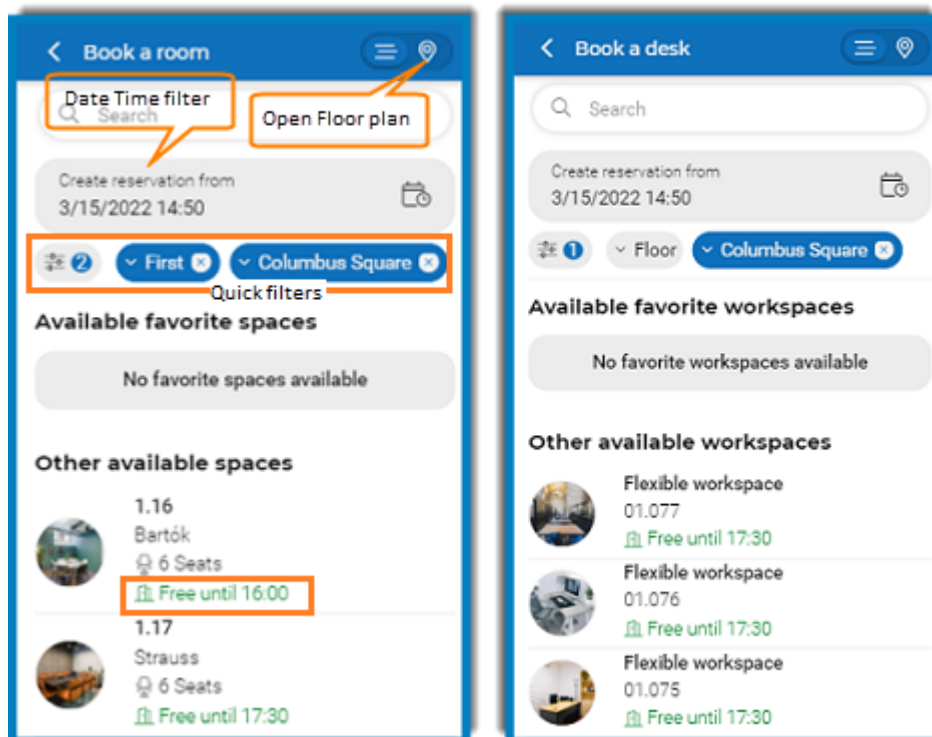 Book a room
Date Time filter
Search
Open Floor plan
Create reservation from
3/15/2022 14:50
2
First
Columbus Square
Quick filters
Available favorite spaces
No favorite spaces available
Other available spaces
1.16
Bartók
6 Seats
Free until 16:00
1.17
Strauss
6 Seats
Free until 17:30
Book a desk
Search
Create reservation from
3/15/2022 14:50
1
Floor
Columbus Square
Available favorite workspaces
No favorite workspaces available
Other available workspaces
Flexible workspace
01.077
Free until 17:30
Flexible workspace
01.076
Free until 17:30
Flexible workspace
01.075
Free until 17:30